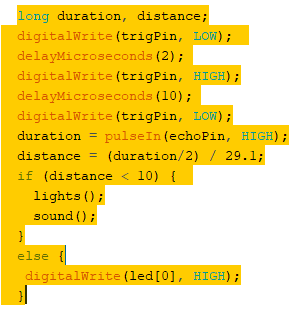 long duration, distance;
digitalWrite(trigPin, LOW);
delayMicroseconds(2);
digitalWrite(trigPin, HIGH);
delayMicroseconds(10);
digitalWrite(trigPin, LOW);
duration = pulseIn(echoPin, HIGH);
distance = (duration/2) / 29.1;
if (distance < 10) {
lights();
sound();
}
else {
digitalWrite(led[0], HIGH);
}